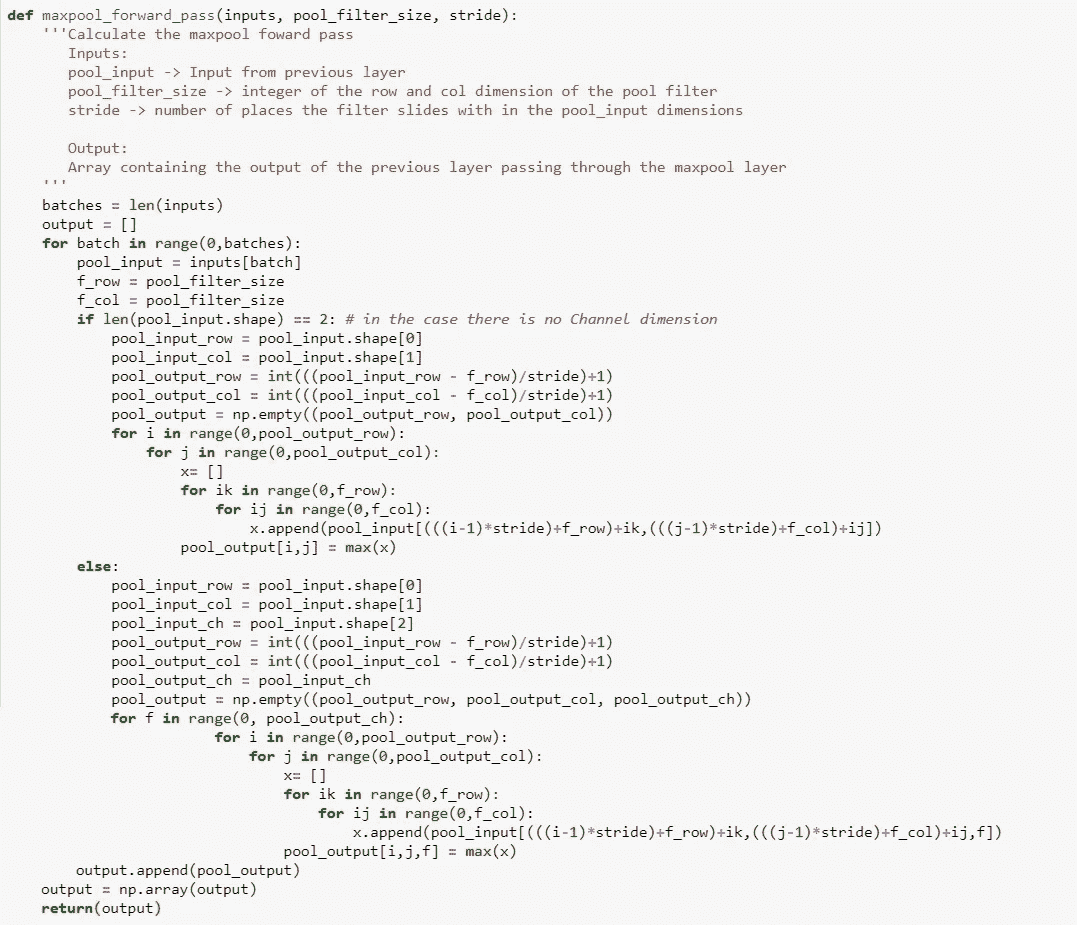 def maxpool_forward_pass(inputs, pool_filter_size, stride):
    '''Calculate the maxpool foward pass
       Inputs:
       pool_input -> Input from previous layer
       pool_filter_size -> integer of the row and col dimension of the pool filter
       stride -> number of places the filter slides with in the pool_input dimensions

       Output:
       Array containing the output of the previous layer passing through the maxpool layer
    '''
    batches = len(inputs)
    output = []
    for batch in range(0,batches):
        pool_input = inputs[batch]
        f_row = pool_filter_size
        f_col = pool_filter_size
        if len(pool_input.shape) == 2: # in the case there is no Channel dimension
            pool_input_row = pool_input.shape[0]
            pool_input_col = pool_input.shape[1]
            pool_output_row = int(((pool_input_row - f_row)/stride)+1)
            pool_output_col = int(((pool_input_col - f_col)/stride)+1)
            pool_output = np.empty((pool_output_row, pool_output_col))
            for i in range(0,pool_output_row):
                for j in range(0,pool_output_col):
                    x= []
                    for ik in range(0,f_row):
                        for ij in range(0,f_col):
                            x.append(pool_input[(((i-1)*stride)+f_row)+ik,(((j-1)*stride)+f_col)+ij])
                    pool_output[i,j] = max(x)
        else:
            pool_input_row = pool_input.shape[0]
            pool_input_col = pool_input.shape[1]
            pool_input_ch = pool_input.shape[2]
            pool_output_row = int(((pool_input_row - f_row)/stride)+1)
            pool_output_col = int(((pool_input_col - f_col)/stride)+1)
            pool_output_ch = pool_input_ch
            pool_output = np.empty((pool_output_row, pool_output_col, pool_output_ch))
            for f in range(0, pool_output_ch):
                        for i in range(0,pool_output_row):
                            for j in range(0,pool_output_col):
                                x= []
                                for ik in range(0,f_row):
                                    for ij in range(0,f_col):
                                        x.append(pool_input[(((i-1)*stride)+f_row)+ik,(((j-1)*stride)+f_col)+ij,f])
                                pool_output[i,j,f] = max(x)
        output.append(pool_output)
    output = np.array(output)
    return(output)